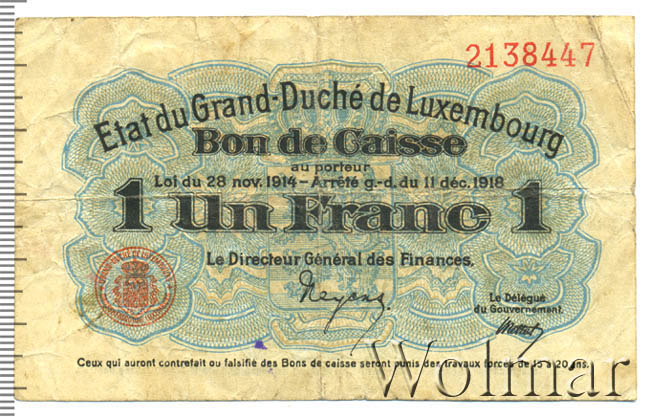 2138447
Etat du Grand-Duché de Luxembourg
Bon de Caisse
au porteur
Loi du 28 nov. 1914 – Arrêté g.-d. du 11 déc. 1918
1 Un Franc 1
Le Directeur Général des Finances,
Neyens
Le Délégué
du Gouvernement.
Ceux qui auront contrefait ou falsifié des Bons de caisse seront punis des travaux forcés de 15 à 20 ans.
Wolmar